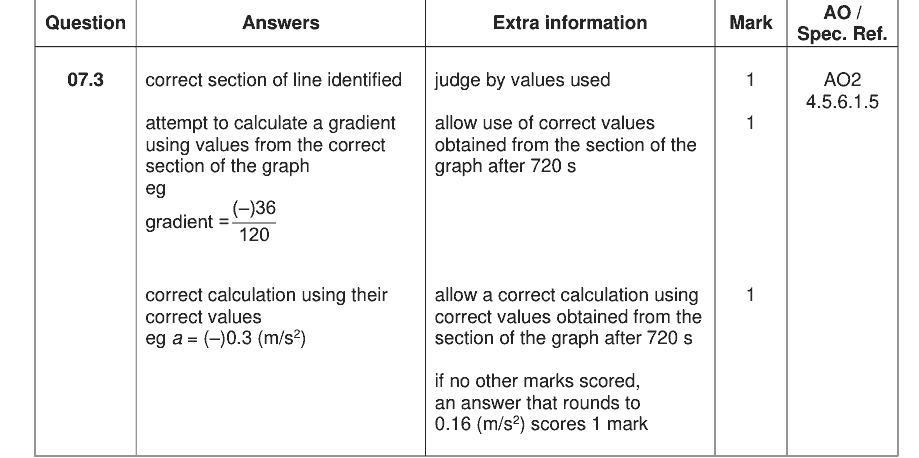 Question Answers Extra information Mark AO /
Spec. Ref.
07.3 correct section of line identified judge by values used 1 AO2
4.5.6.1.5
attempt to calculate a gradient allow use of correct values 1
using values from the correct obtained from the section of the
section of the graph graph after 720 s
eg
gradient = (–)36
120
correct calculation using their allow a correct calculation using 1
correct values correct values obtained from the
eg a = (–)0.3 (m/s²) section of the graph after 720 s
if no other marks scored,
an answer that rounds to
0.16 (m/s²) scores 1 mark